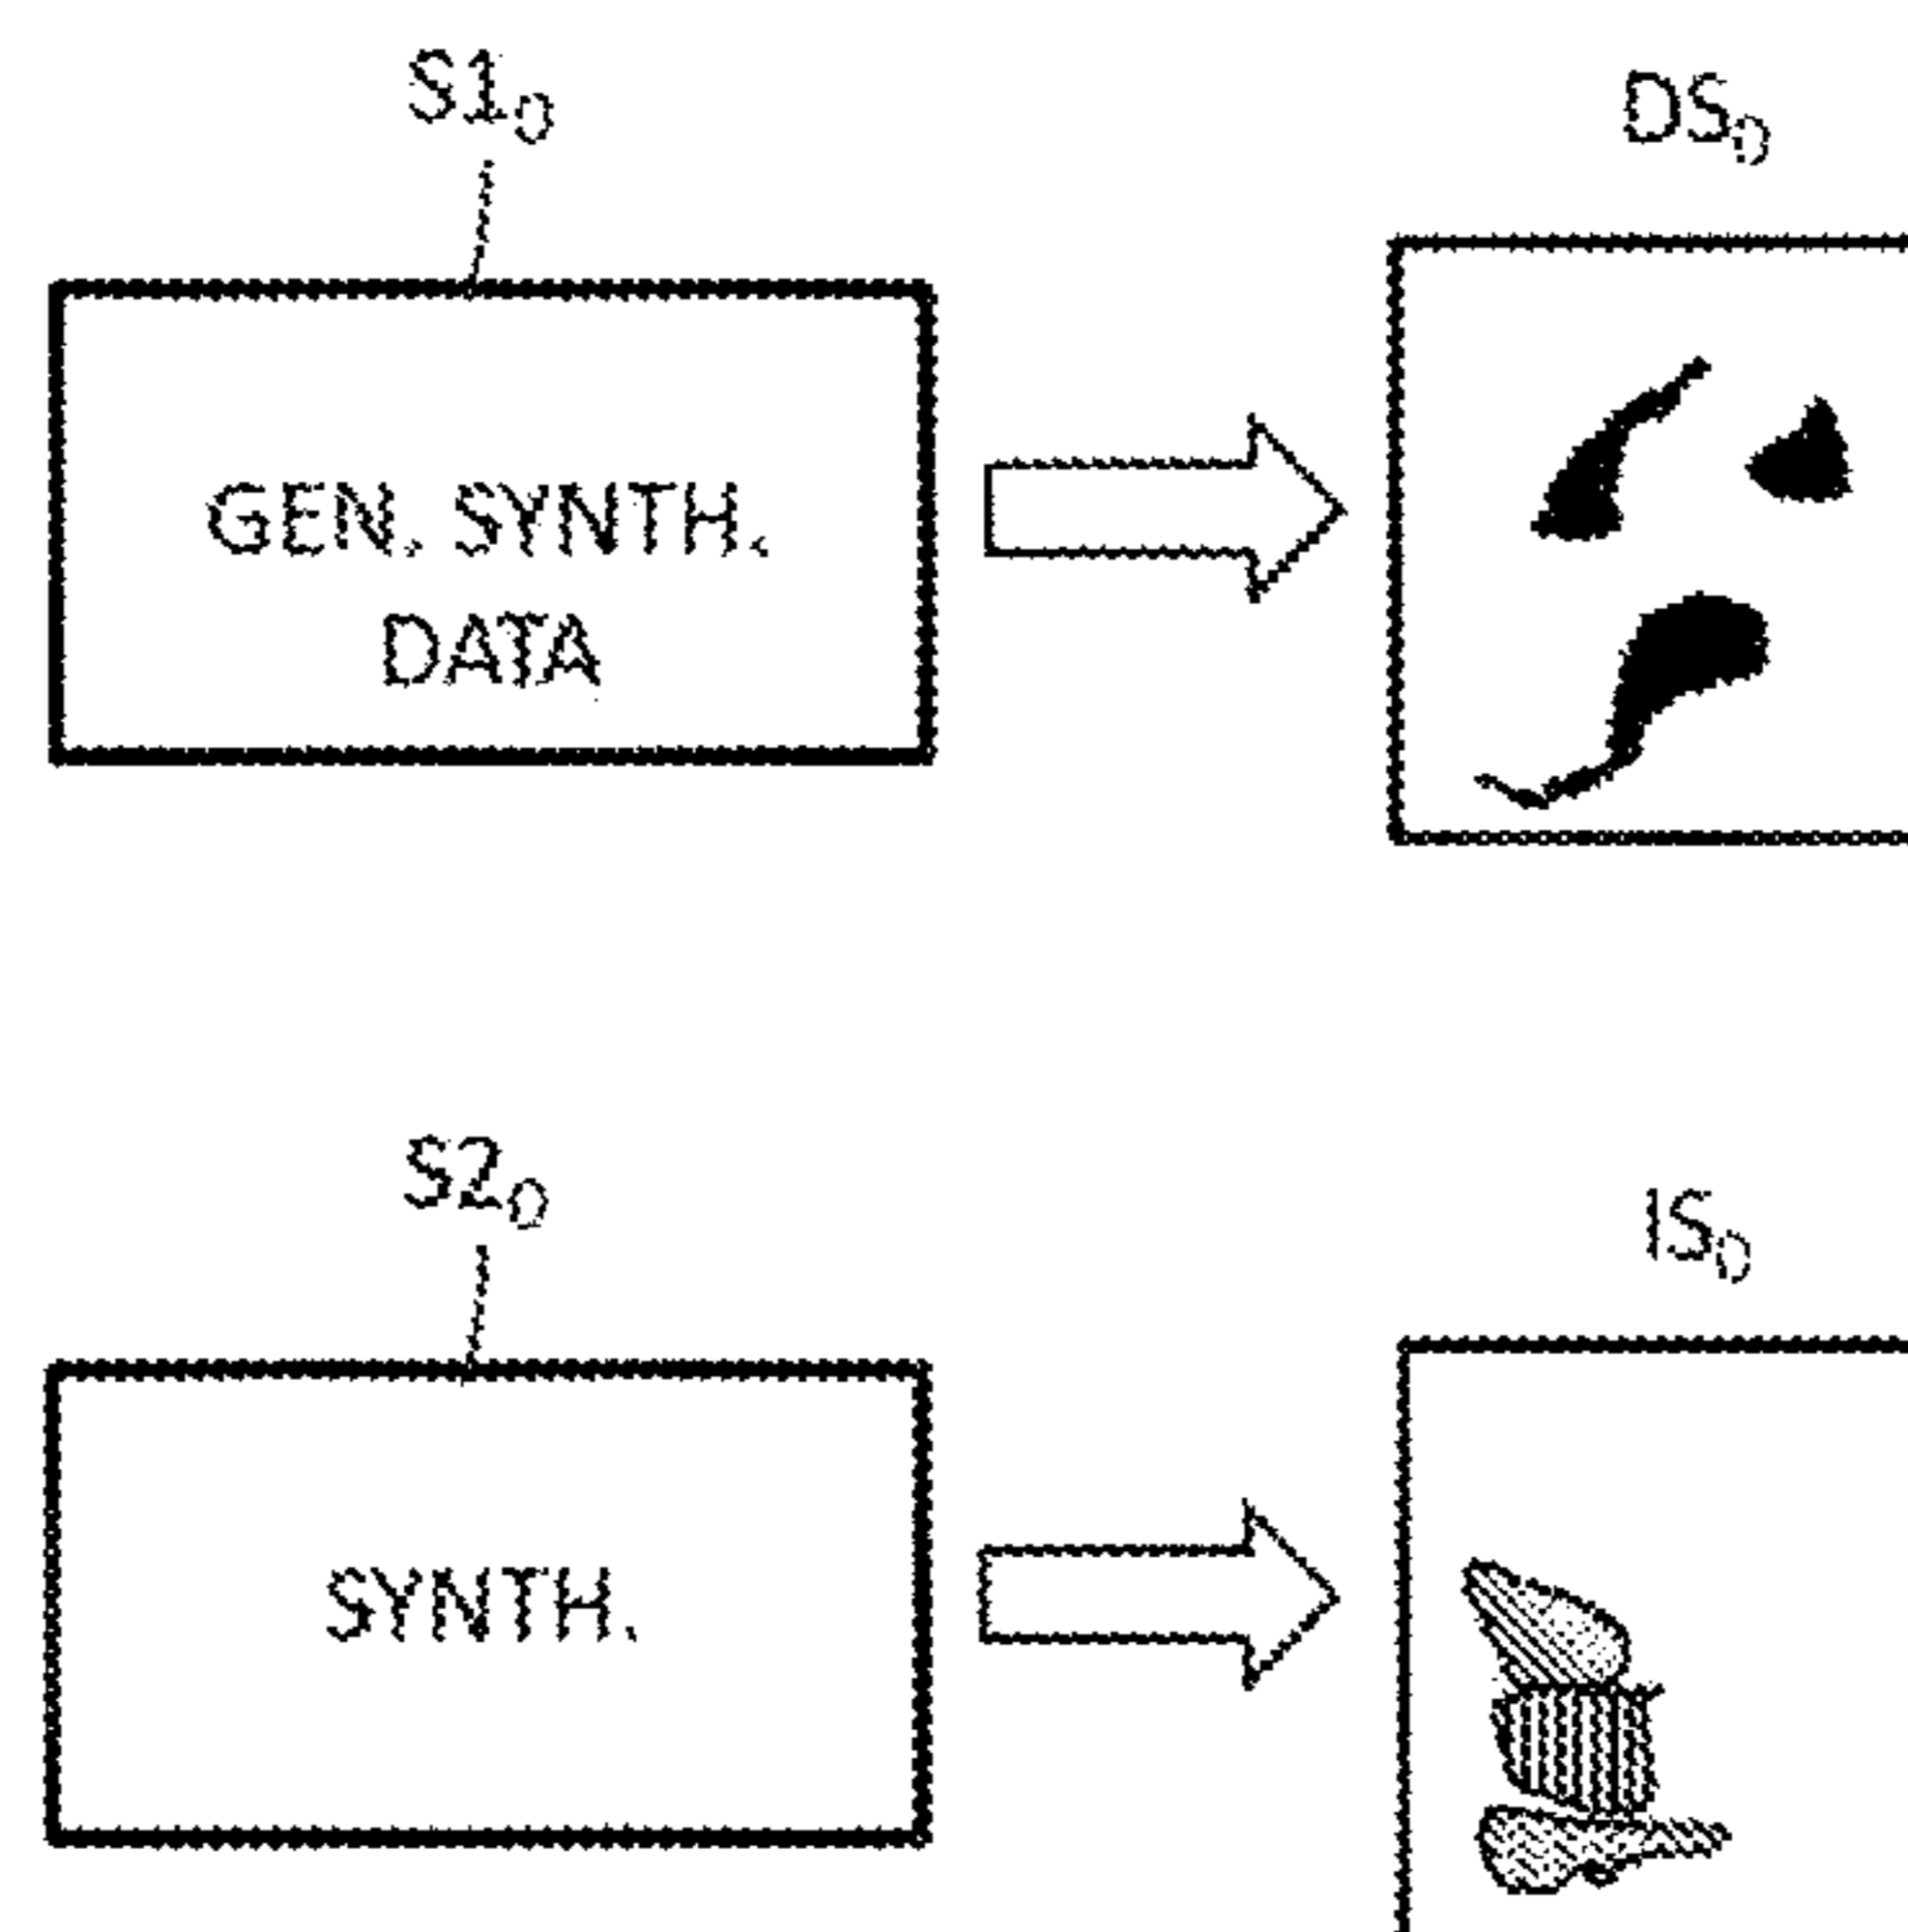 S1₀
DS₀
GEN. SYNTH.
DATA
S2₀
IS₀
SYNTH.